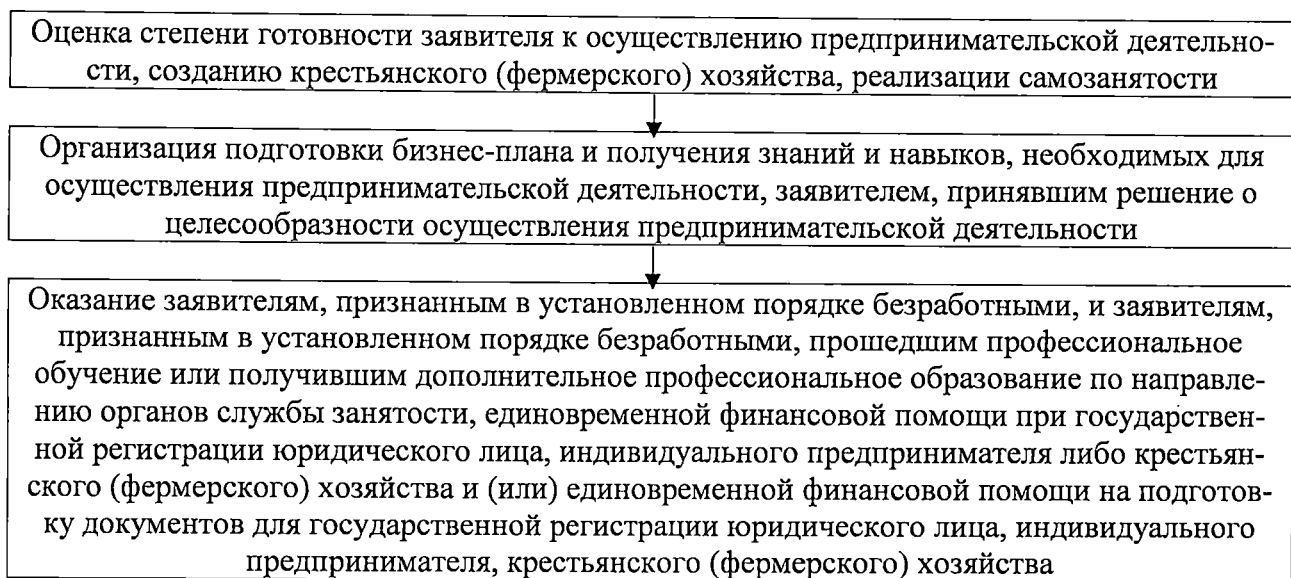 Оценка степени готовности заявителя к осуществлению предпринимательской деятельно-
сти, созданию крестьянского (фермерского) хозяйства, реализации самозанятости
Организация подготовки бизнес-плана и получения знаний и навыков, необходимых для
осуществления предпринимательской деятельности, заявителем, принявшим решение о
целесообразности осуществления предпринимательской деятельности
Оказание заявителям, признанным в установленном порядке безработными, и заявителям,
признанным в установленном порядке безработными, прошедшим профессиональное
обучение или получившим дополнительное профессиональное образование по направле-
нию органов службы занятости, единовременной финансовой помощи при государствен-
ной регистрации юридического лица, индивидуального предпринимателя либо крестьян-
ского (фермерского) хозяйства и (или) единовременной финансовой помощи на подготов-
ку документов для государственной регистрации юридического лица, индивидуального
предпринимателя, крестьянского (фермерского) хозяйства